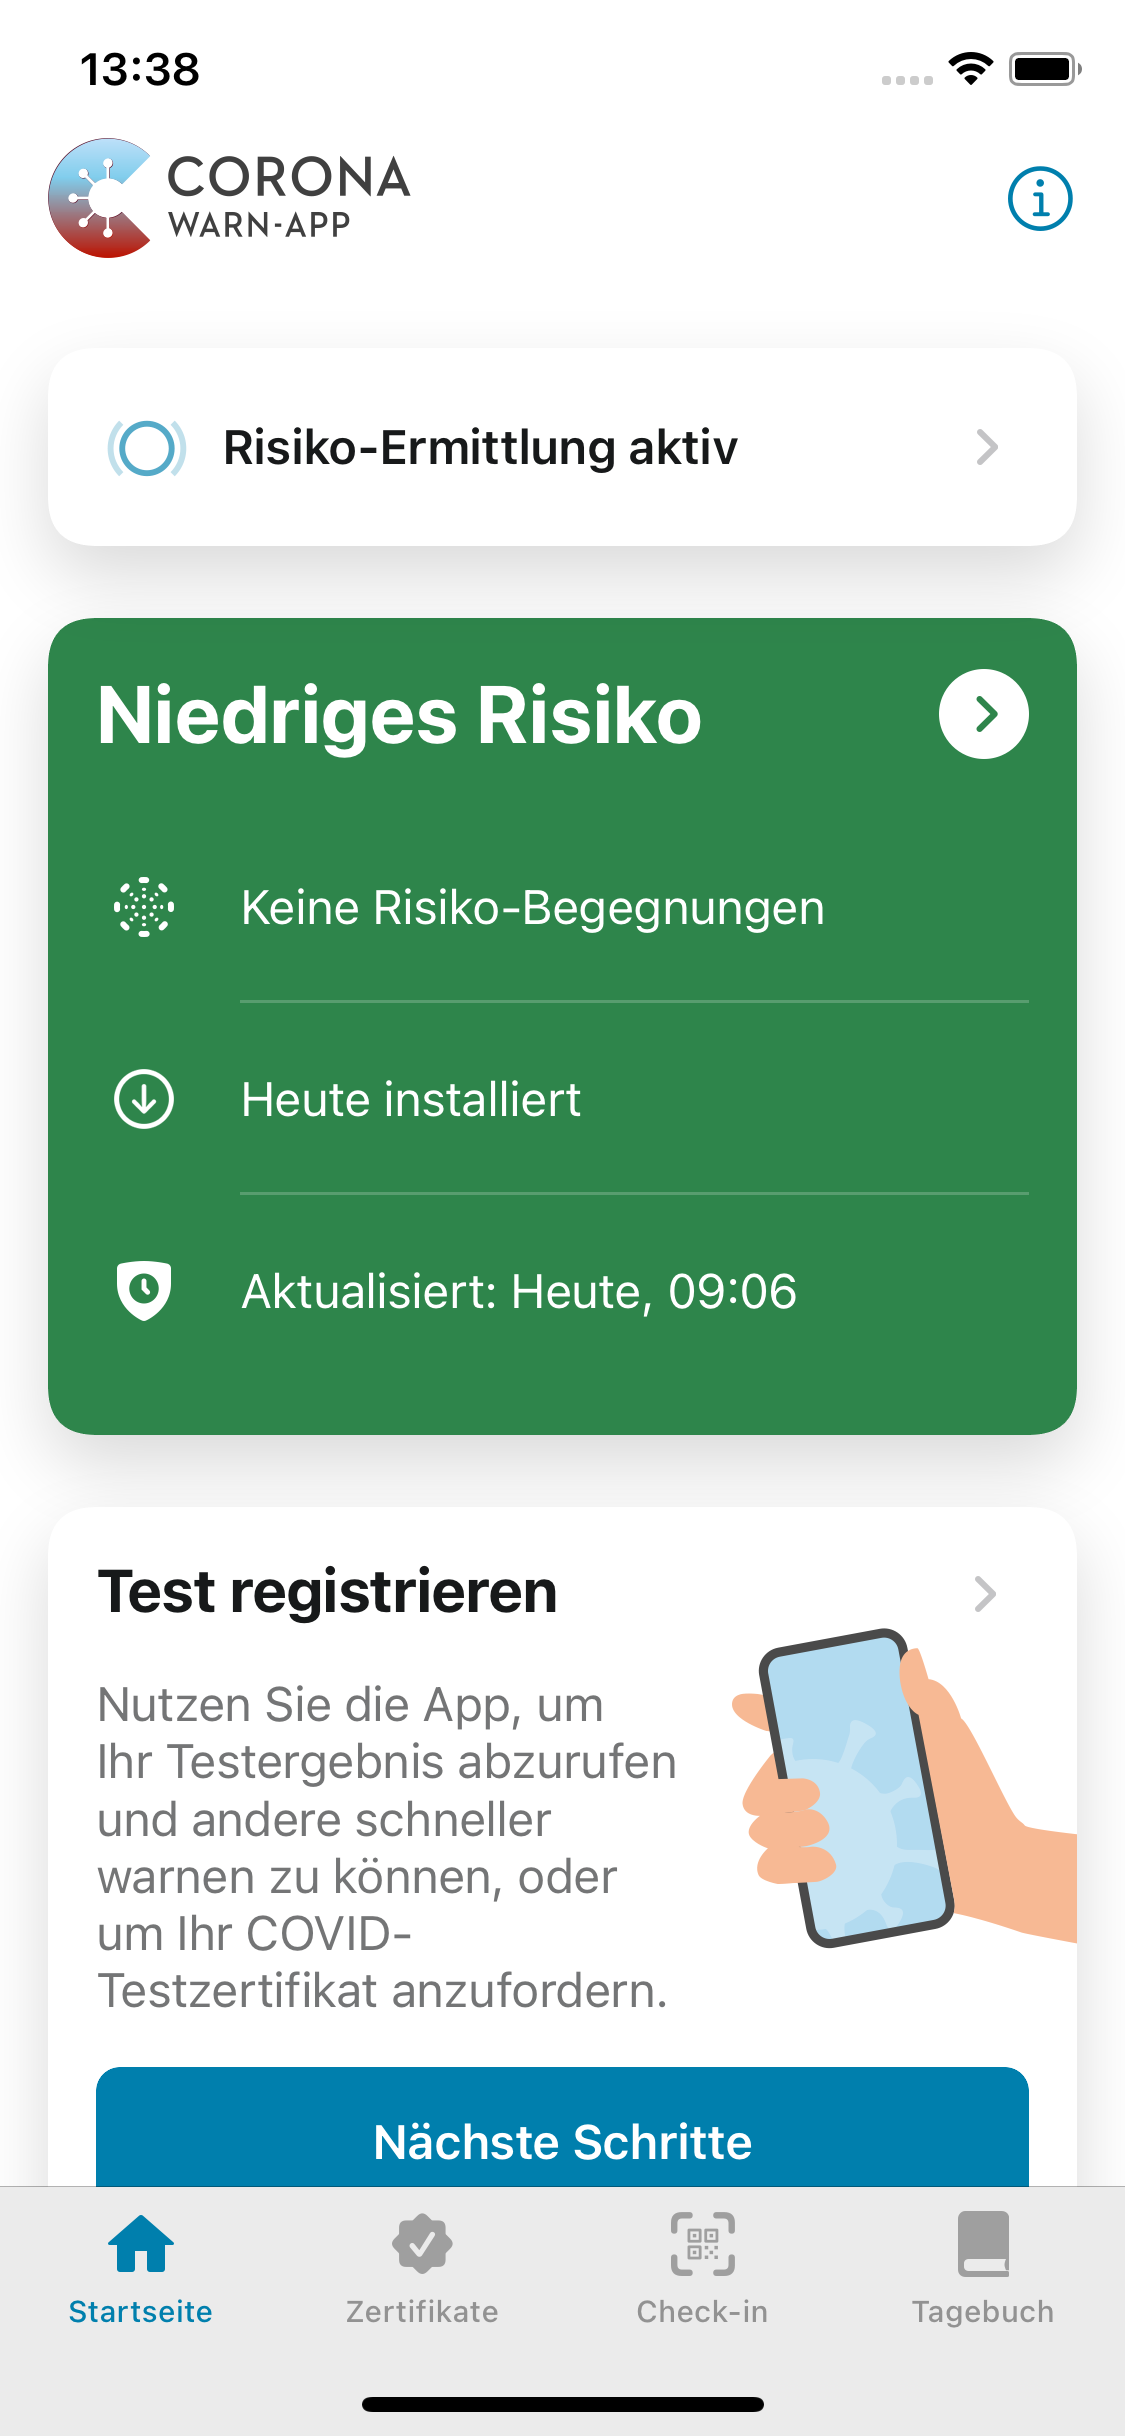 13:38
CORONA
WARN-APP
Risiko-Ermittlung aktiv
Niedriges Risiko
Keine Risiko-Begegnungen
Heute installiert
Aktualisiert: Heute, 09:06
Test registrieren
Nutzen Sie die App, um
Ihr Testergebnis abzurufen
und andere schneller
warnen zu können, oder
um Ihr COVID-
Testzertifikat anzufordern.
Nächste Schritte
Startseite
Zertifikate
Check-in
Tagebuch